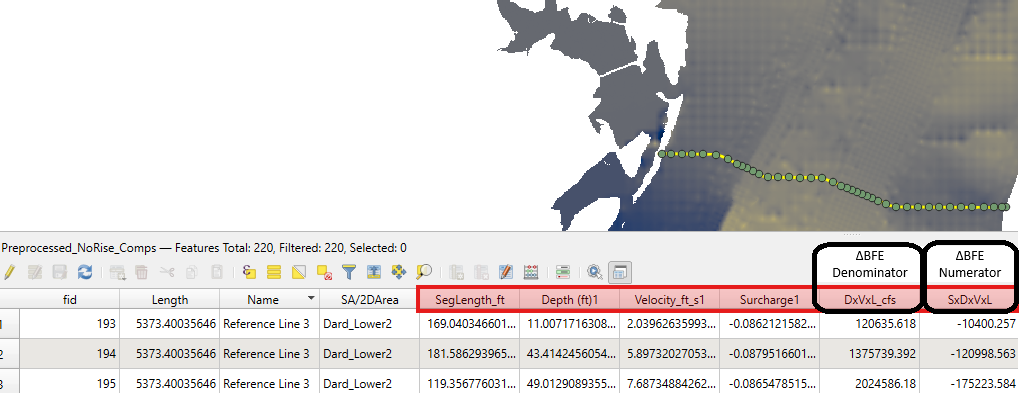 Preprocessed_NoRise_Comps — Features Total: 220, Filtered: 220, Selected: 0
ΔBFE Denominator
ΔBFE Numerator
fid Length Name SA/2DArea SegLength_ft Depth (ft)1 Velocity_ft_s1 Surcharge1 DxVxL_cfs SxDxVxL
1 193 5373.40035646 Reference Line 3 Dard_Lower2 169.040346601... 11.0071716308... 2.03962635993... -0.0862121582... 120635.618 -10400.257
2 194 5373.40035646 Reference Line 3 Dard_Lower2 181.586293965... 43.4142456054... 5.89732027053... -0.0879516601... 1375739.392 -120998.563
3 195 5373.40035646 Reference Line 3 Dard_Lower2 119.356776031... 49.0129089355... 7.68734884262... -0.0865478515... 2024586.18 -175223.584